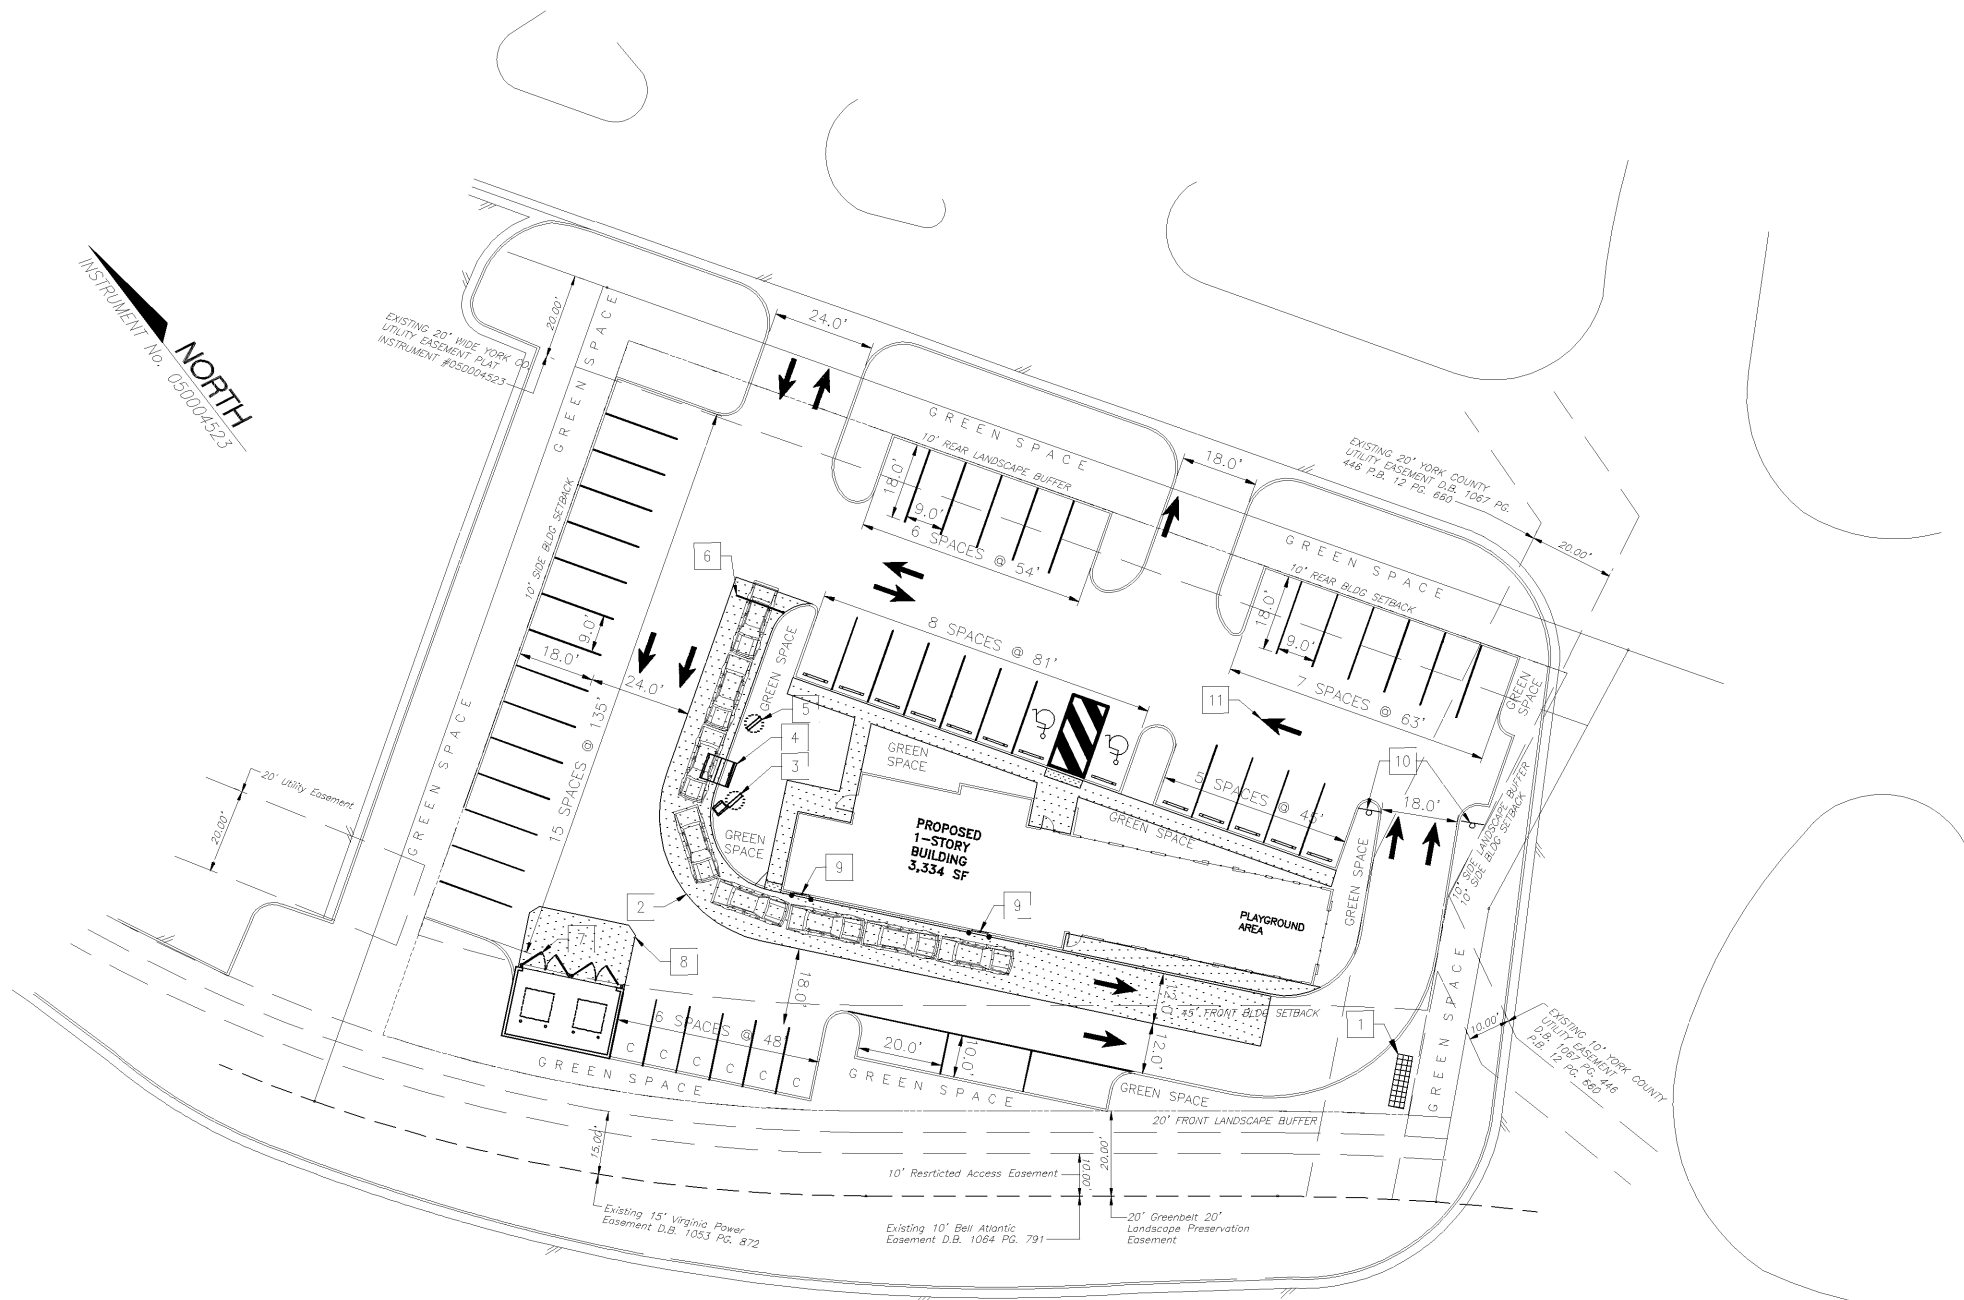 INSTRUMENT No. 050004523
NORTH
EXISTING 20' WIDE YORK CO.
UTILITY EASEMENT PLAT
INSTRUMENT #050004523
20.00'
GREEN SPACE
GREEN SPACE
24.0'
GREEN SPACE
10' REAR LANDSCAPE BUFFER
18.0'
9.0'
6 SPACES @ 54'
18.0'
EXISTING 20' YORK COUNTY
UTILITY EASEMENT D.B. 1067 PG.
446 P.B. 12 PG. 660
20.00'
GREEN SPACE
10' REAR BLDG SETBACK
18.0'
9.0'
7 SPACES @ 63'
GREEN
SPACE
10' SIDE BLDG SETBACK
9.0'
18.0'
24.0'
15 SPACES @ 135'
GREEN SPACE
6
GREEN SPACE
8 SPACES @ 81'
5
4
3
11
10
5 SPACES @ 45'
18.0'
GREEN
SPACE
GREEN SPACE
GREEN
SPACE
PROPOSED
1-STORY
BUILDING
3,334 SF
9
9
2
PLAYGROUND
AREA
GREEN SPACE
10' SIDE LANDSCAPE BUFFER
10' SIDE BLDG SETBACK
GREEN SPACE
20' Utility Easement
20.00'
7
8
18.0'
12.0'
45' FRONT BLDG SETBACK
1
10.00'
EXISTING 10' YORK COUNTY
UTILITY EASEMENT
D.B. 1067 PG. 446
P.B. 12 PG. 660
6 SPACES @ 48'
C
C
C
C
C
C
20.0'
10.0'
GREEN SPACE
GREEN SPACE
GREEN SPACE
20' FRONT LANDSCAPE BUFFER
15.00'
10' Resrticted Access Easement
10.00'
20.00'
Existing 15' Virginia Power
Easement D.B. 1053 PG. 872
Existing 10' Bell Atlantic
Easement D.B. 1064 PG. 791
20' Greenbelt 20'
Landscape Preservation
Easement